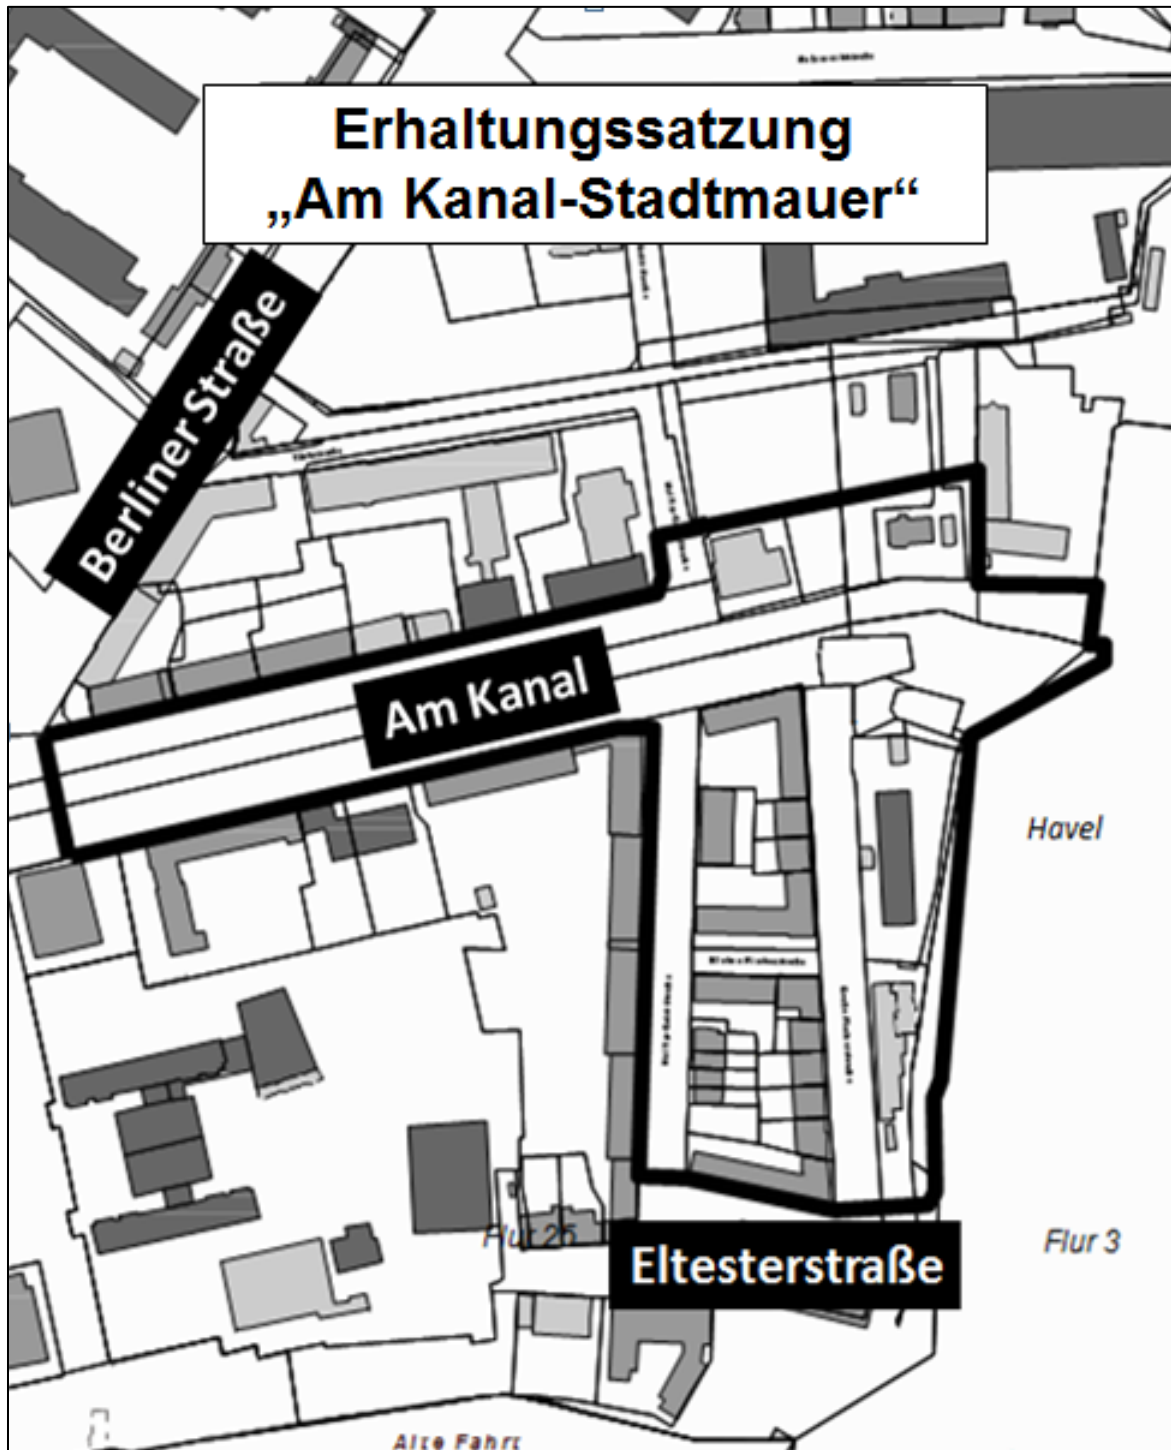 Erhaltungssatzung
„Am Kanal-Stadtmauer“
Berliner Straße
Am Kanal
Havel
Flur 25
Flur 3
Eltesterstraße
Alte Fahrt